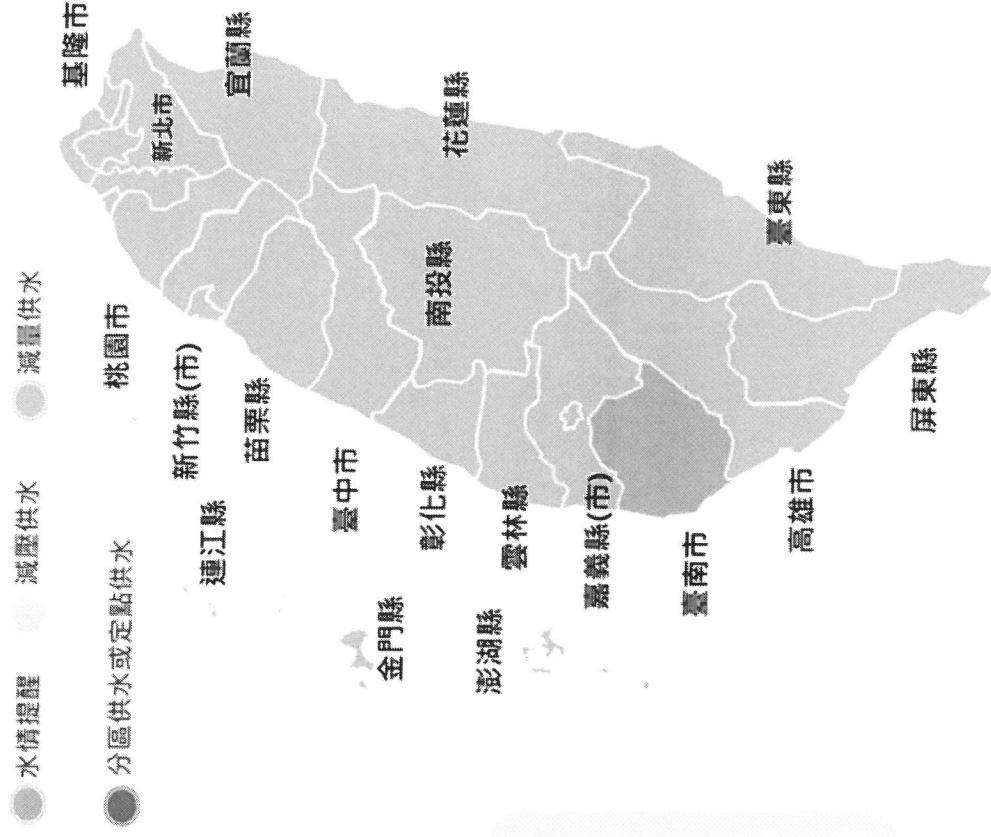 水情提醒
減壓供水
減量供水
分區供水或定點供水
基隆市
新北市
桃園市
宜蘭縣
新竹縣(市)
連江縣
苗栗縣
臺中市
花蓮縣
金門縣
彰化縣
南投縣
澎湖縣
雲林縣
嘉義縣(市)
臺南市
臺東縣
高雄市
屏東縣